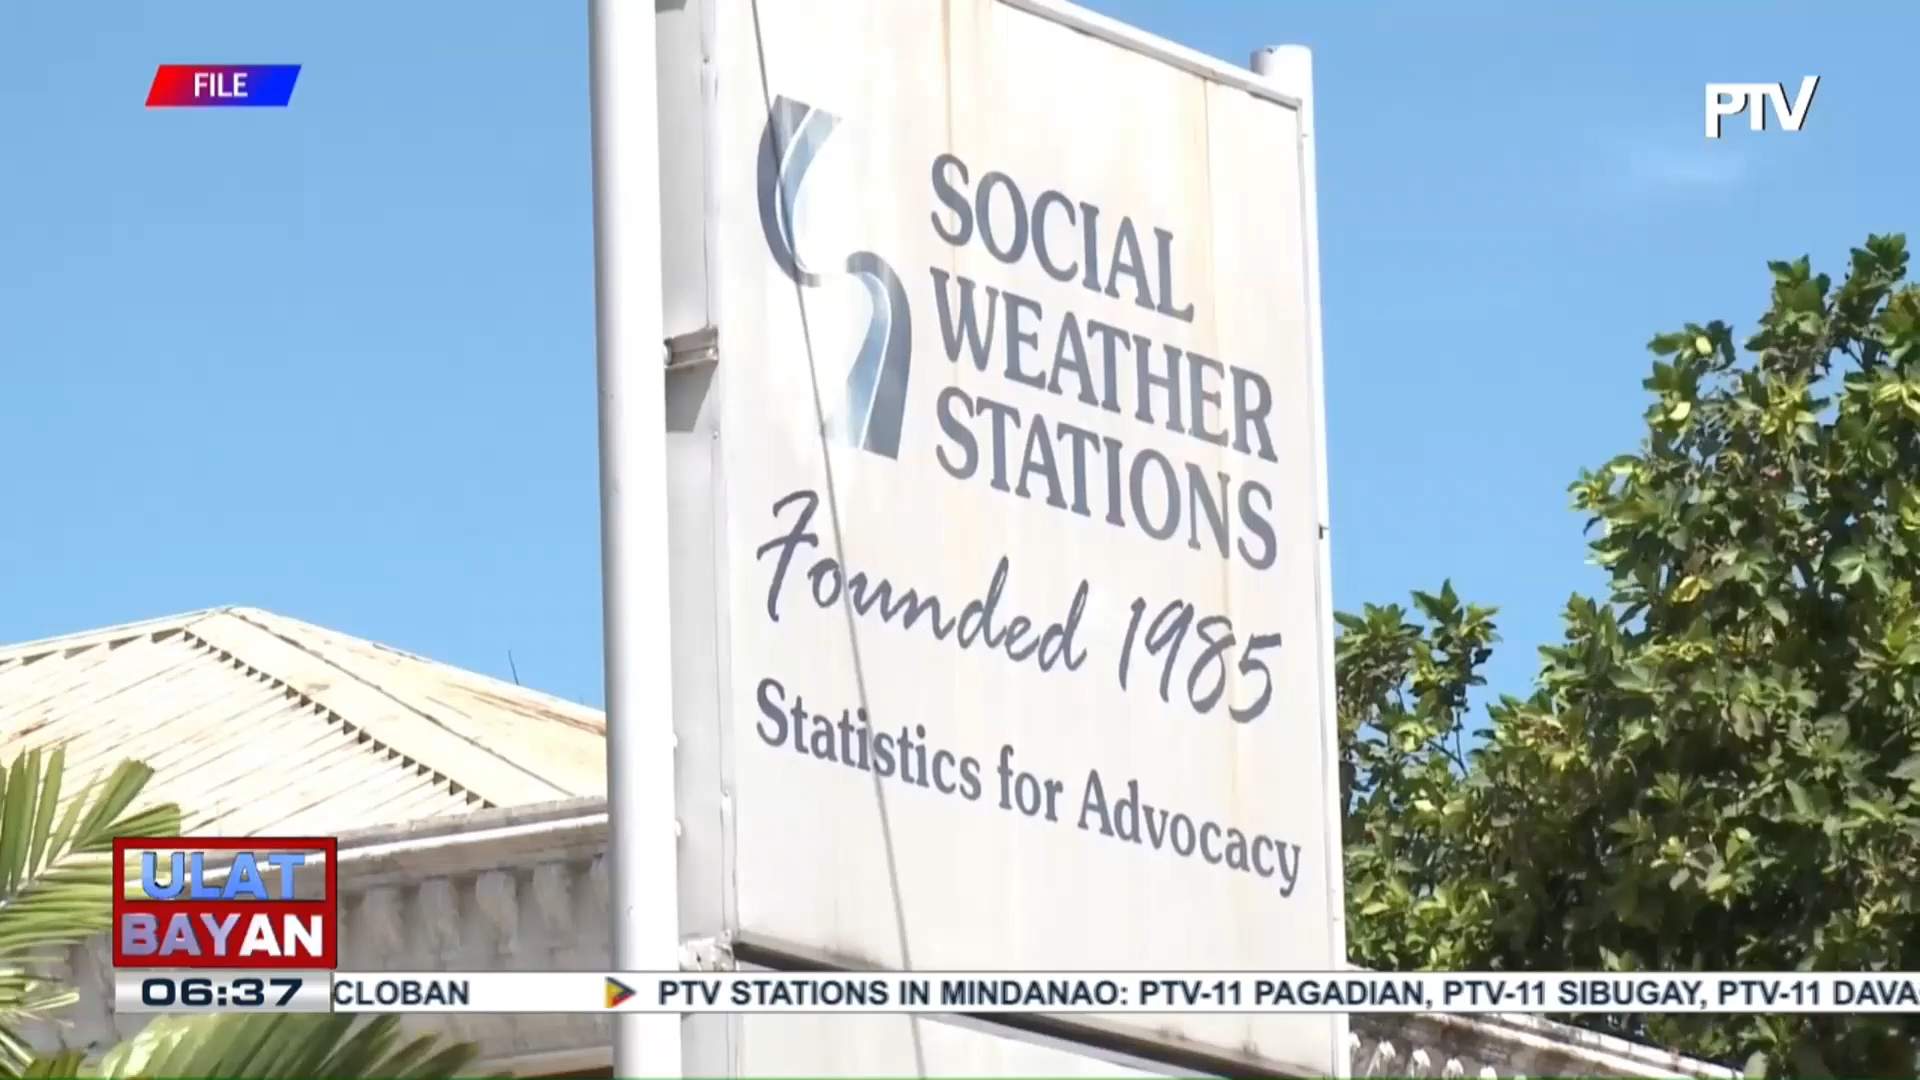 FILE
PTV
SOCIAL
WEATHER
STATIONS
Founded 1985
Statistics for Advocacy
ULAT
BAYAN
06:37
CLOBAN PTV STATIONS IN MINDANAO: PTV-11 PAGADIAN, PTV-11 SIBUGAY, PTV-11 DAVA